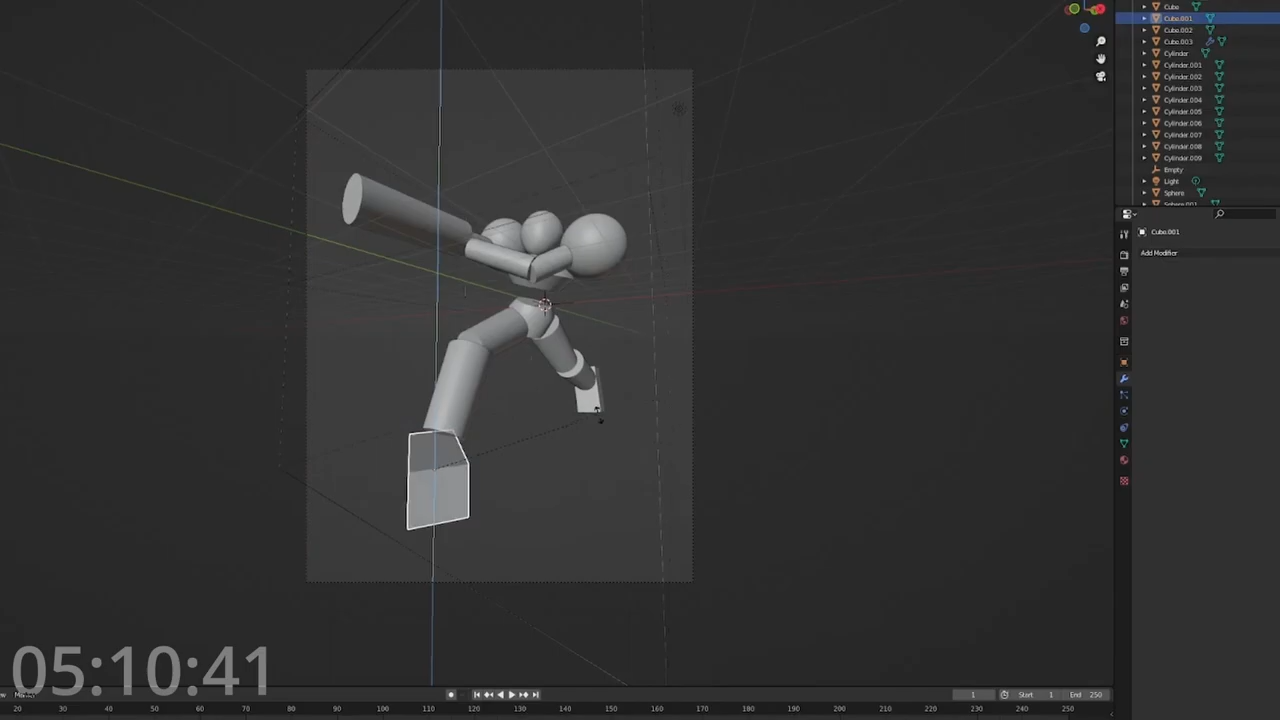 Cube
Cube.001
Cube.002
Cube.003
Cylinder
Cylinder.001
Cylinder.002
Cylinder.003
Cylinder.004
Cylinder.005
Cylinder.006
Cylinder.007
Cylinder.008
Cylinder.009
Empty
Light
Sphere
Sphere.001
Cube.001
Add Modifier
05:10:41
1
Start 1
End 250
20 30 40 50 60 70 80 90 100 110 120 130 140 150 160 170 180 190 200 210 220 230 240 250